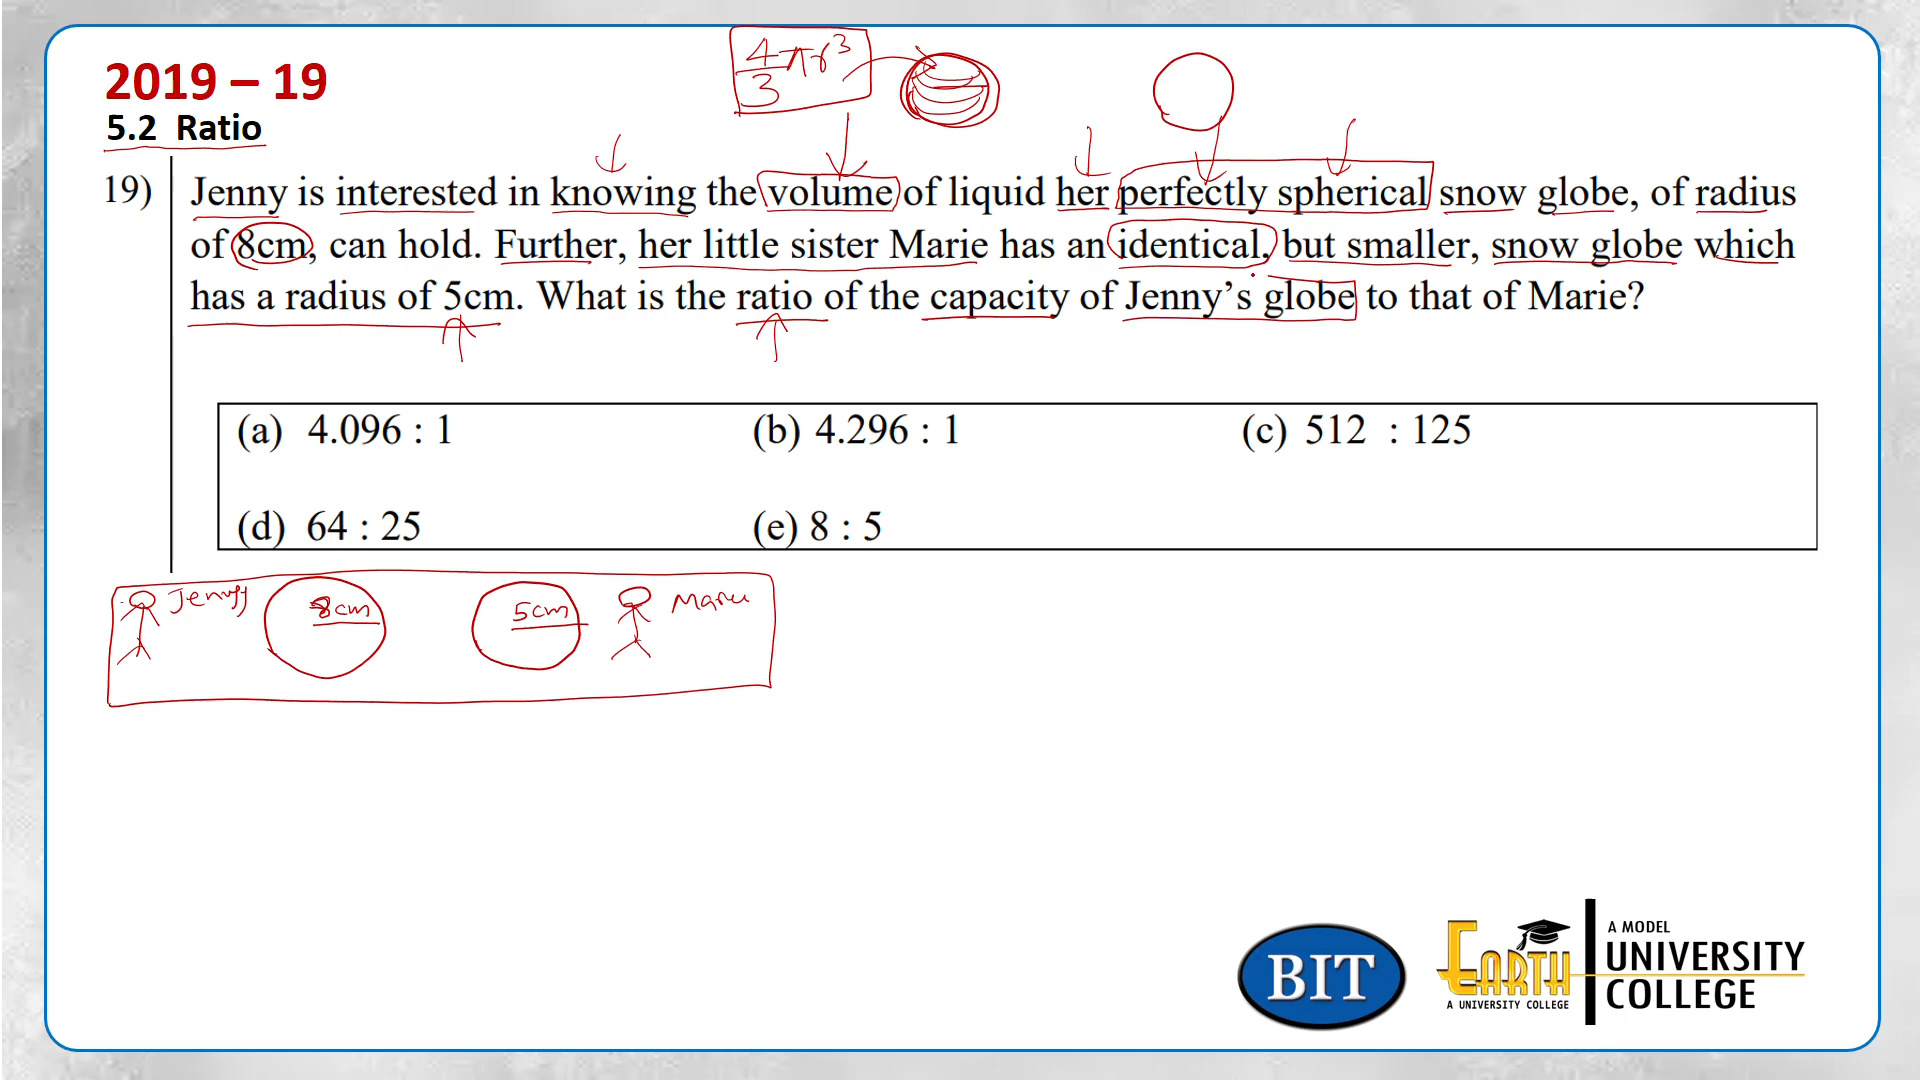 2019 – 19
5.2 Ratio
4/3 πr³
19) Jenny is interested in knowing the volume of liquid her perfectly spherical snow globe, of radius
of 8cm, can hold. Further, her little sister Marie has an identical, but smaller, snow globe which
has a radius of 5cm. What is the ratio of the capacity of Jenny’s globe to that of Marie?
(a) 4.096 : 1 (b) 4.296 : 1 (c) 512 : 125
(d) 64 : 25 (e) 8 : 5
Jenny 8cm 5cm Marie
BIT
EARTH
A UNIVERSITY COLLEGE
A MODEL
UNIVERSITY
COLLEGE